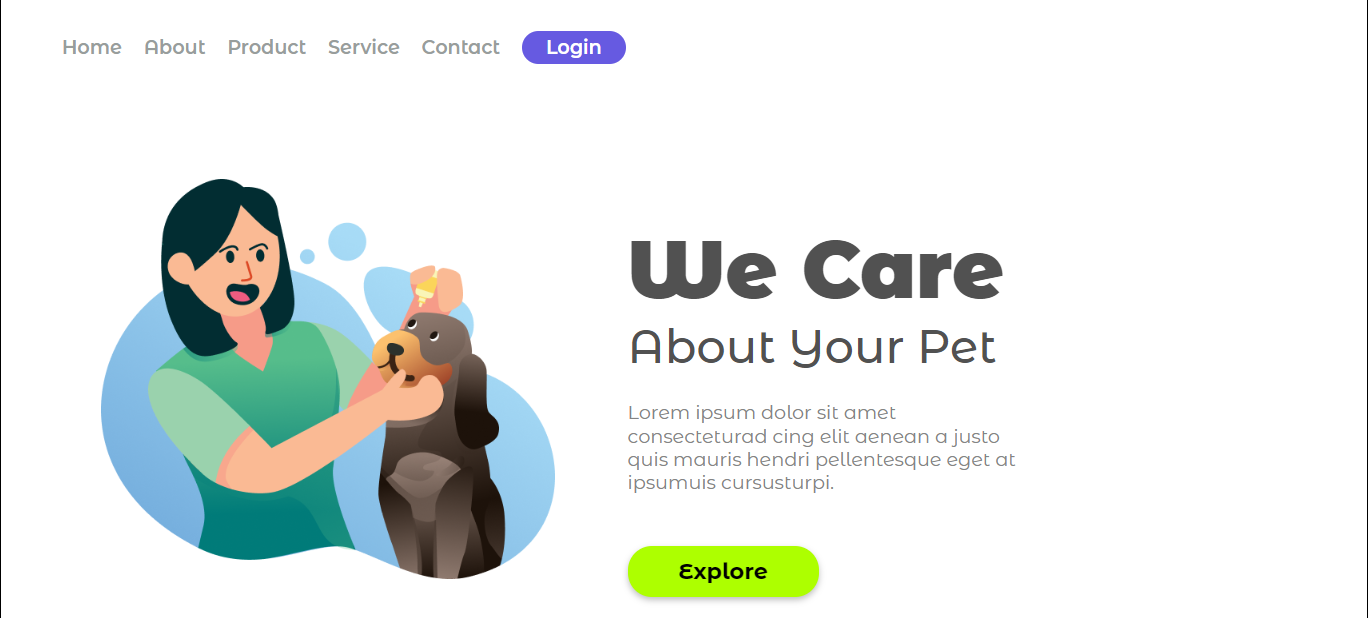 Home About Product Service Contact Login
We Care
About Your Pet
Lorem ipsum dolor sit amet
consecteturad cing elit aenean a justo
quis mauris hendri pellentesque eget at
ipsumuis cursusturpi.
Explore